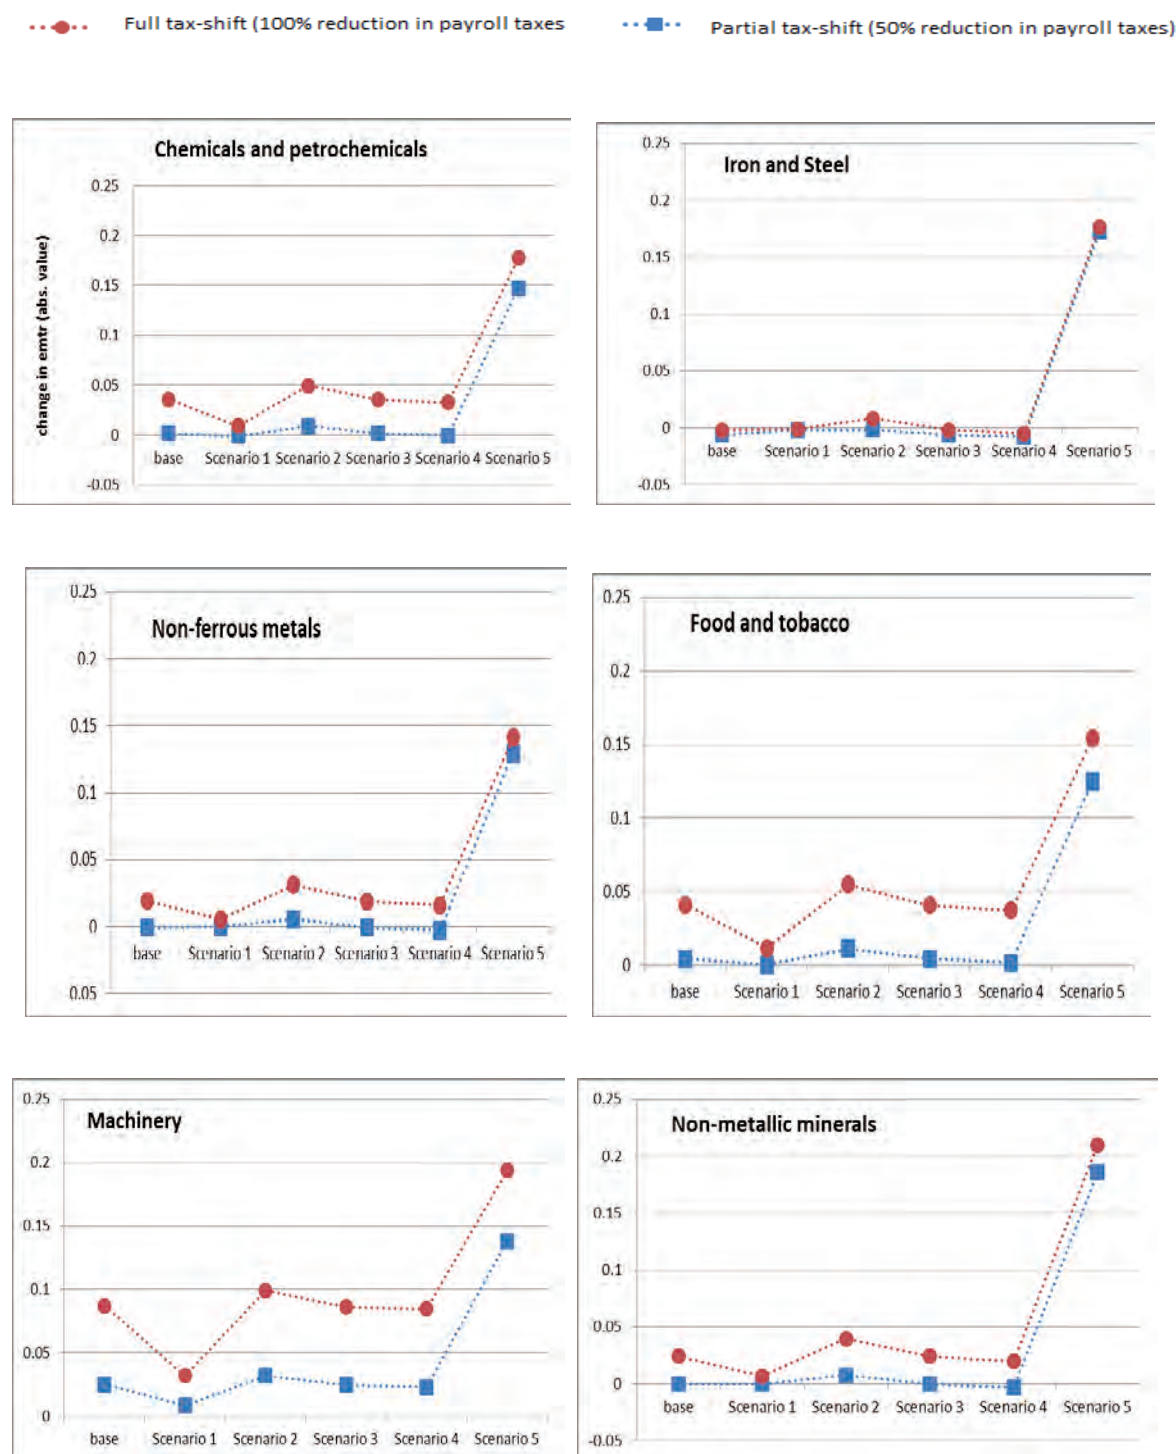 Full tax-shift (100% reduction in payroll taxes
Partial tax-shift (50% reduction in payroll taxes)
Chemicals and petrochemicals
change in emtr (abs. value)
0.25
0.2
0.15
0.1
0.05
0
-0.05
base Scenario 1 Scenario 2 Scenario 3 Scenario 4 Scenario 5
Iron and Steel
0.25
0.2
0.15
0.1
0.05
0
-0.05
base Scenario 1 Scenario 2 Scenario 3 Scenario 4 Scenario 5
Non-ferrous metals
0.25
0.2
0.15
0.1
0.05
0
0.05
base Scenario 1 Scenario 2 Scenario 3 Scenario 4 Scenario 5
Food and tobacco
0.25
0.2
0.15
0.1
0.05
0
base Scenario 1 Scenario 2 Scenario 3 Scenario 4 Scenario 5
Machinery
0.25
0.2
0.15
0.1
0.05
0
base Scenario 1 Scenario 2 Scenario 3 Scenario 4 Scenario 5
Non-metallic minerals
0.25
0.2
0.15
0.1
0.05
0
-0.05
base Scenario 1 Scenario 2 Scenario 3 Scenario 4 Scenario 5